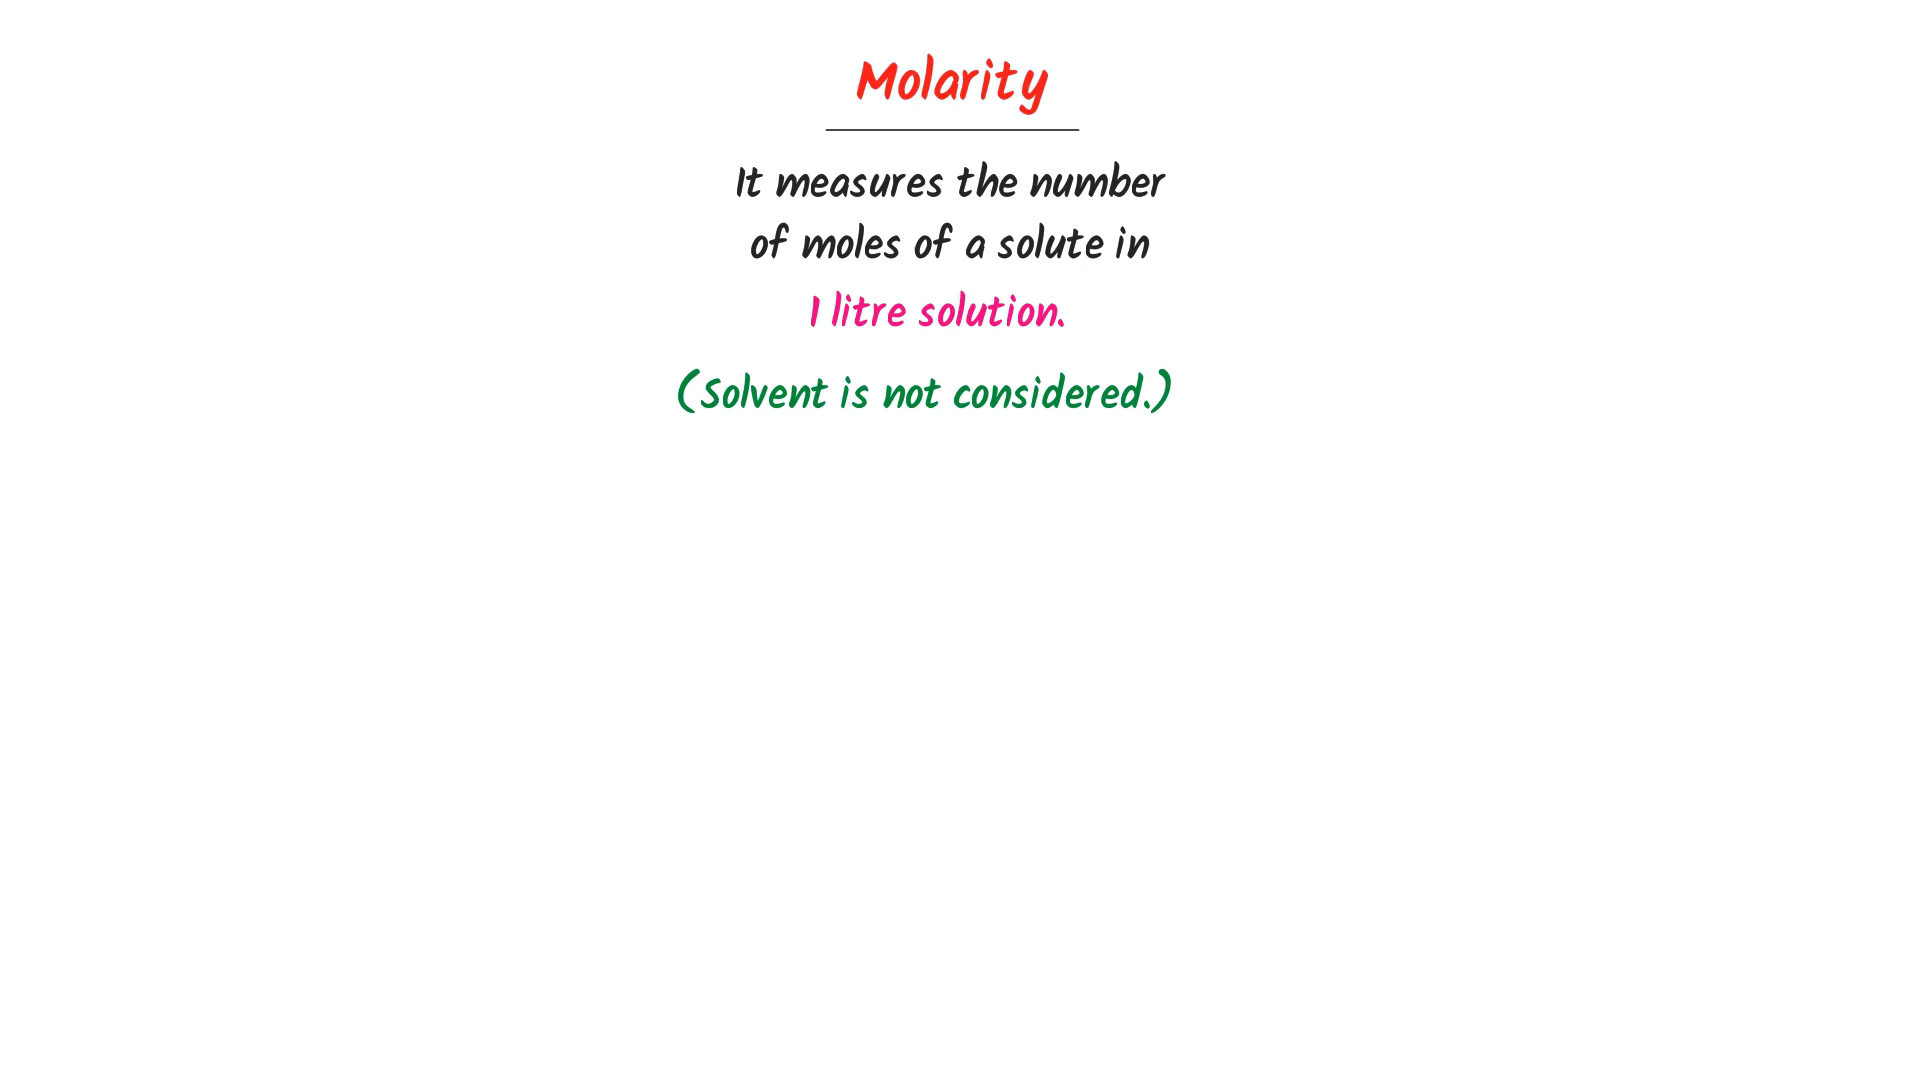 Molarity
It measures the number
of moles of a solute in
1 litre solution.
(Solvent is not considered.)